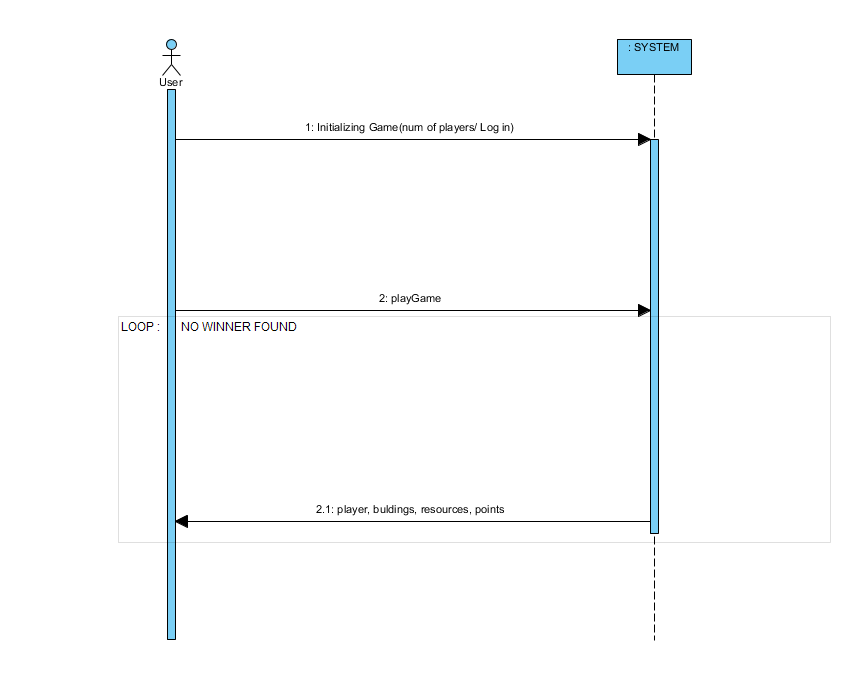 : SYSTEM
User
1: Initializing Game(num of players/ Log in)
2: playGame
LOOP : NO WINNER FOUND
2.1: player, buldings, resources, points